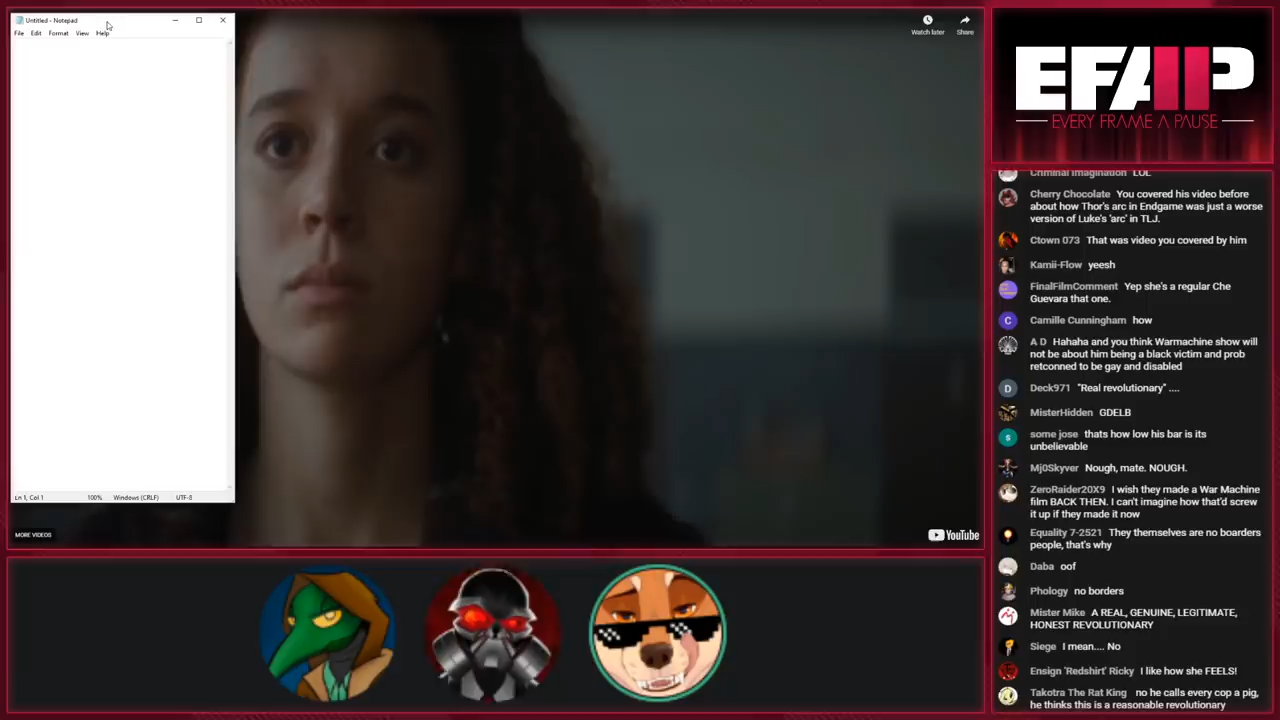 Untitled - Notepad
File Edit Format View Help
Watch later
Share
MORE VIDEOS
YouTube
Ln 1, Col 1
100%
Windows (CRLF)
UTF-8
EFAP
EVERY FRAME A PAUSE
Criminal Imagination LOL
Cherry Chocolate You covered his video before
about how Thor's arc in Endgame was just a worse
version of Luke's 'arc' in TLJ.
Ctown 073 That was video you covered by him
Kamii-Flow yeesh
FinalFilmComment Yep she's a regular Che
Guevara that one.
C
Camille Cunningham how
A D Hahaha and you think Warmachine show will
not be about him being a black victim and prob
retconned to be gay and disabled
D
Deck971 "Real revolutionary" ....
MisterHidden GDELB
s
some jose thats how low his bar is its
unbelievable
Mj0Skyver Nough, mate. NOUGH.
ZeroRaider20X9 I wish they made a War Machine
film BACK THEN. I can't imagine how that'd screw
it up if they made it now
Equality 7-2521 They themselves are no boarders
people, that's why
Daba oof
Phology no borders
Mister Mike A REAL, GENUINE, LEGITIMATE,
HONEST REVOLUTIONARY
Siege I mean.... No
Ensign 'Redshirt' Ricky I like how she FEELS!
Takotra The Rat King no he calls every cop a pig,
he thinks this is a reasonable revolutionary